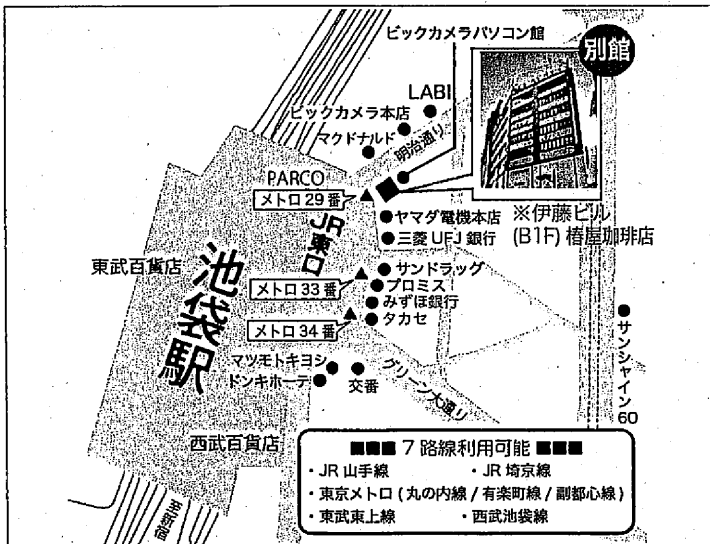 ビックカメラパソコン館
別館
LABI
ビックカメラ本店
マクドナルド
明治通り
PARCO
メトロ29番
JR東口
ヤマダ電機本店
三菱UFJ銀行
※伊藤ビル
(B1F) 椿屋珈琲店
東武百貨店
池袋駅
サンドラッグ
メトロ33番
プロミス
みずほ銀行
メトロ34番
タカセ
サンシャイン60
マツモトキヨシ
ドンキホーテ
交番
グリーン大通り
西武百貨店
■■■ 7路線利用可能 ■■■
・JR 山手線
・JR 埼京線
・東京メトロ (丸の内線 / 有楽町線 / 副都心線)
・東武東上線
・西武池袋線
至新宿